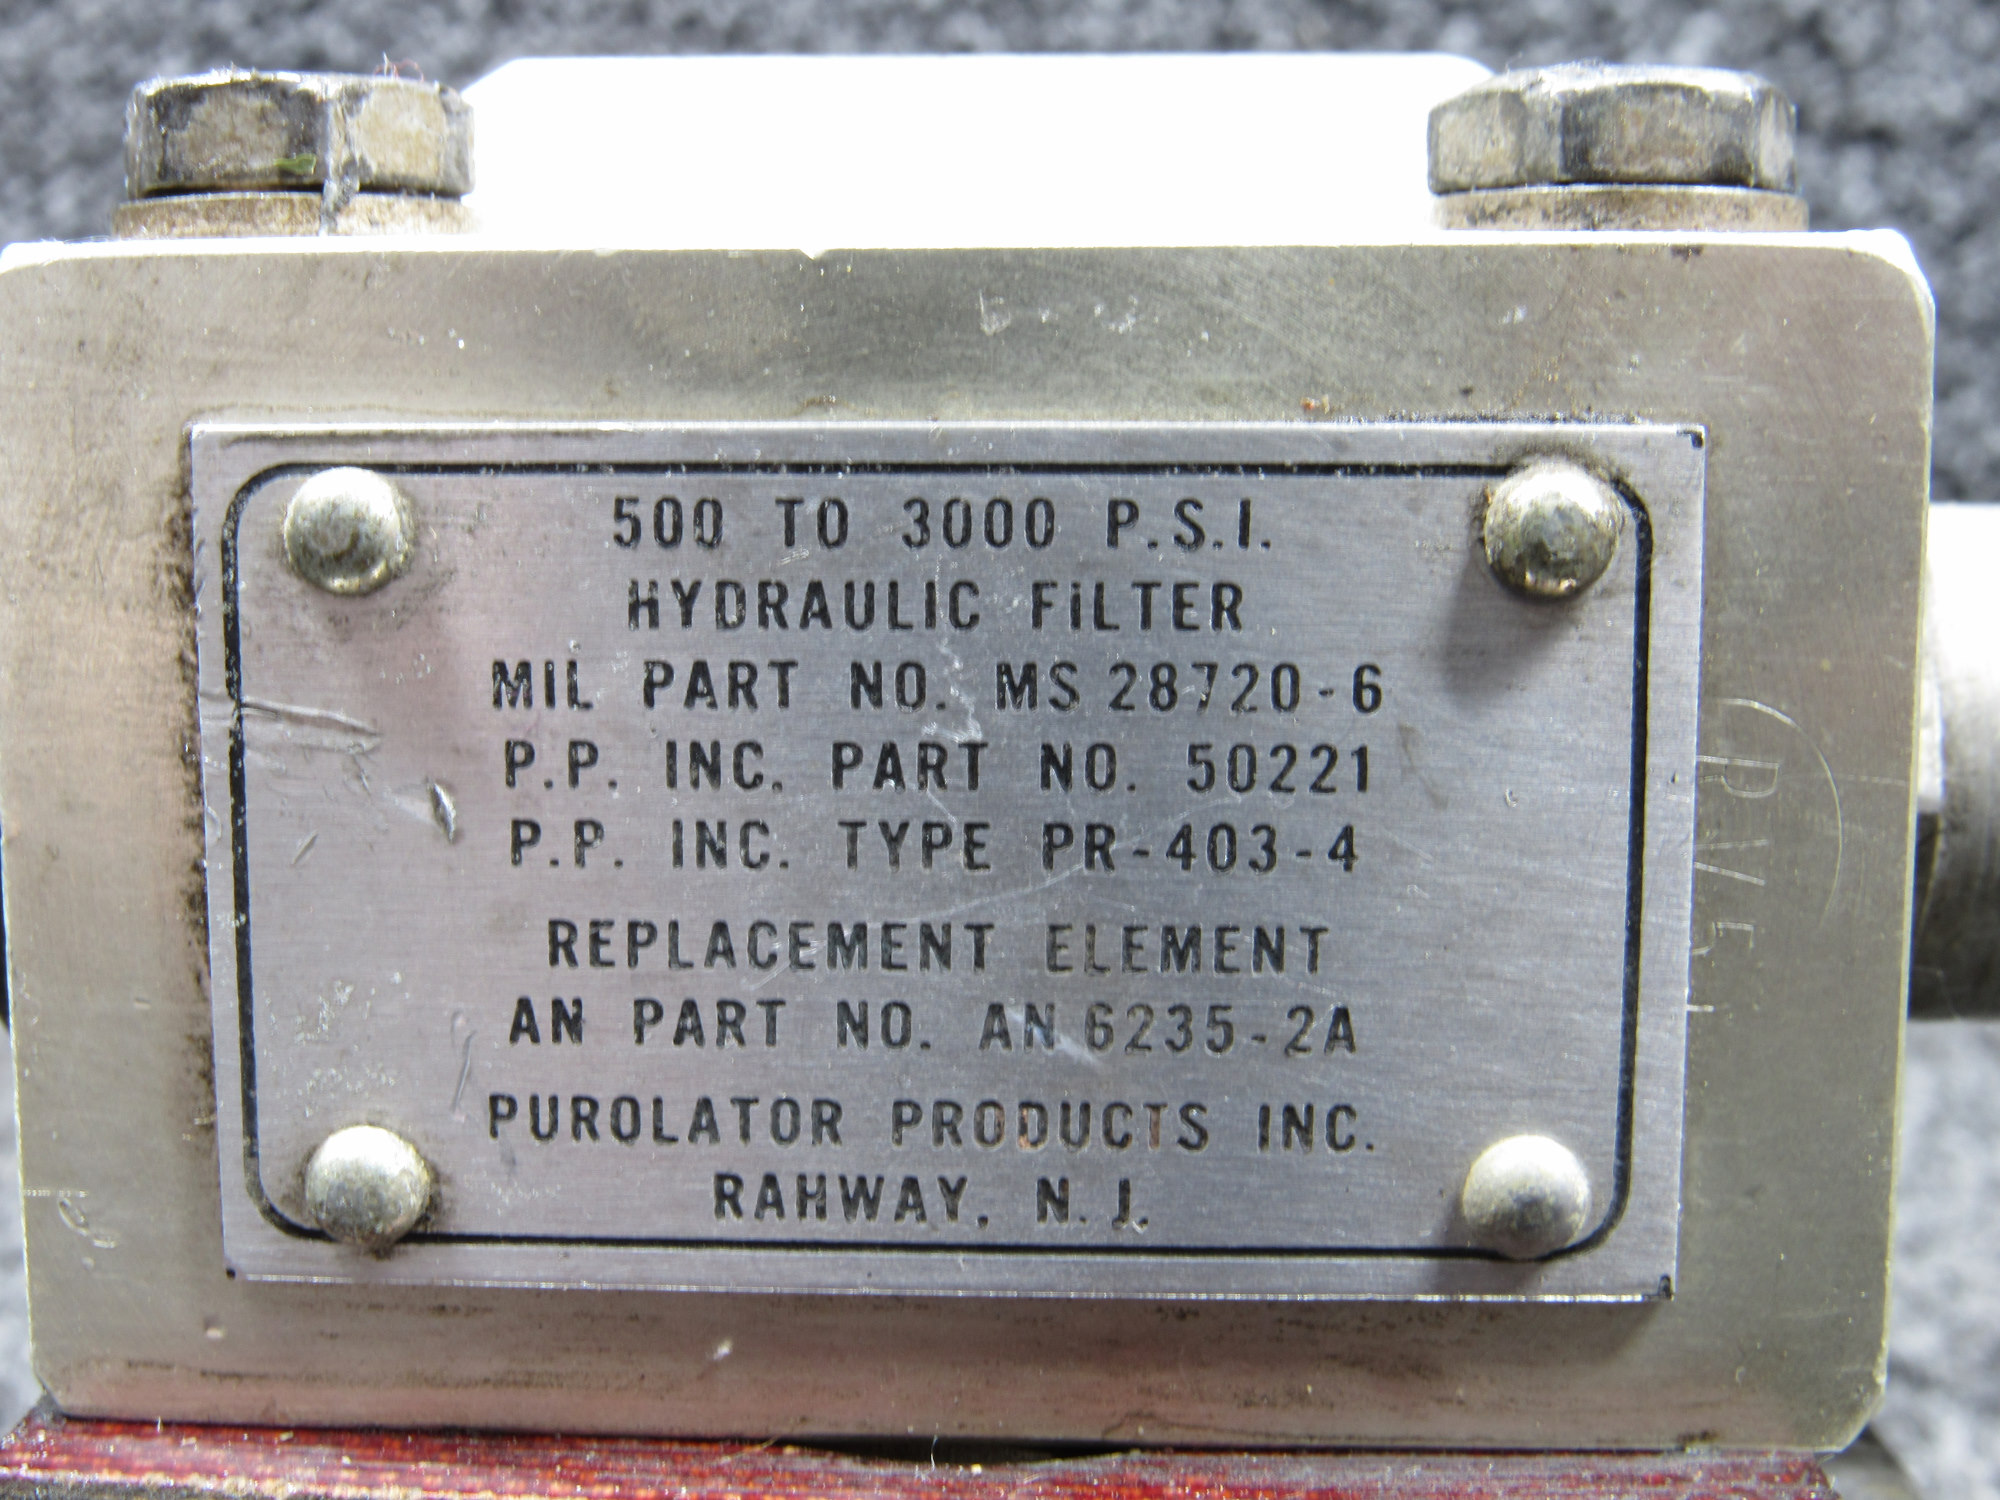 500 TO 3000 P.S.I.
HYDRAULIC FILTER
MIL PART NO. MS 28720-6
P.P. INC. PART NO. 50221
P.P. INC. TYPE PR-403-4
REPLACEMENT ELEMENT
AN PART NO. AN 6235-2A
PUROLATOR PRODUCTS INC.
RAHWAY, N.J.